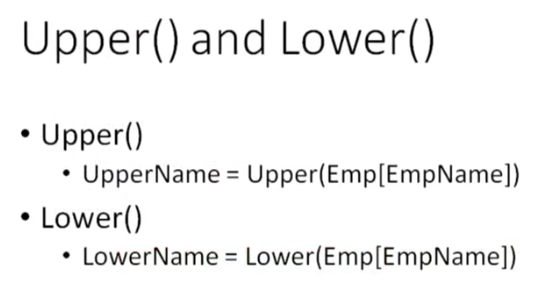 Upper() and Lower()
• Upper()
• UpperName = Upper(Emp[EmpName])
• Lower()
• LowerName = Lower(Emp[EmpName])